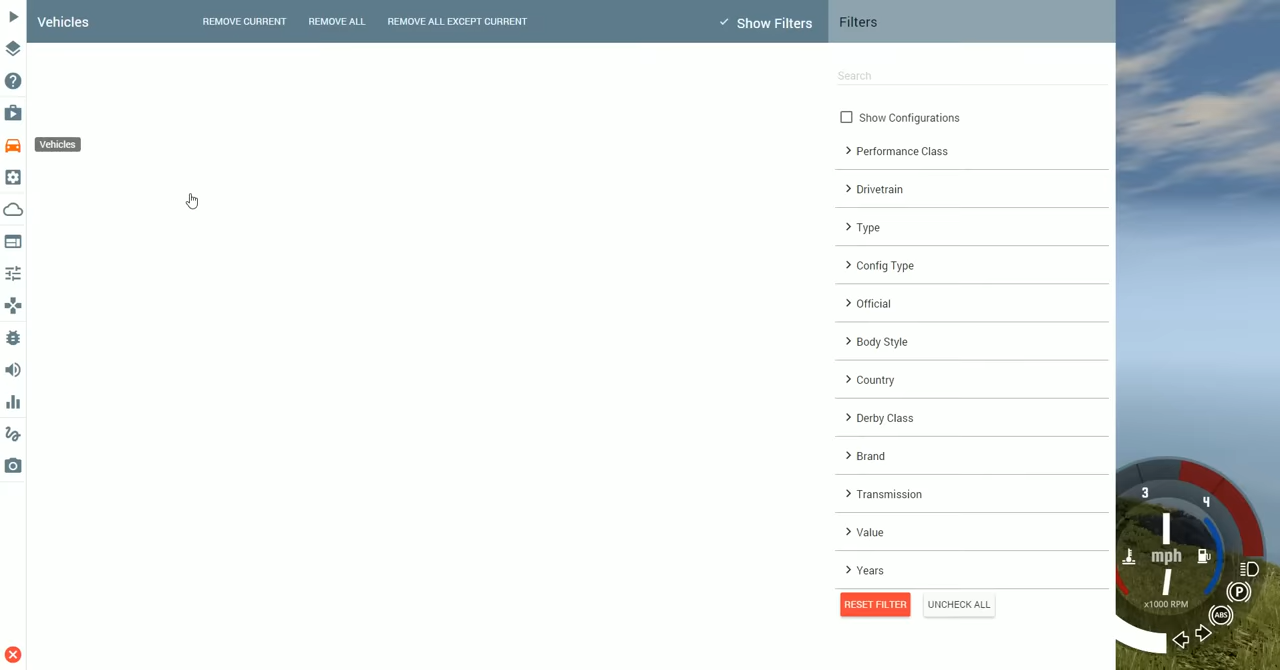 Vehicles
REMOVE CURRENT
REMOVE ALL
REMOVE ALL EXCEPT CURRENT
Show Filters
Filters
Search
Show Configurations
Vehicles
Performance Class
Drivetrain
Type
Config Type
Official
Body Style
Country
Derby Class
Brand
Transmission
Value
Years
RESET FILTER
UNCHECK ALL
3
4
mph
x1000 RPM
P
ABS